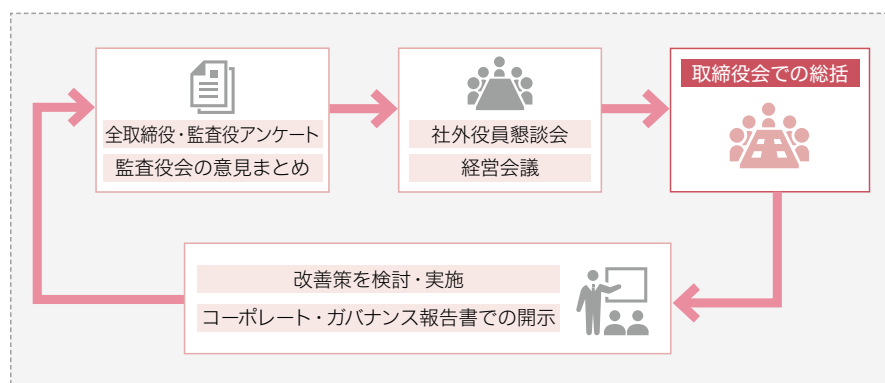 全取締役・監査役アンケート
監査役会の意見まとめ
社外役員懇談会
経営会議
取締役会での総括
改善策を検討・実施
コーポレート・ガバナンス報告書での開示